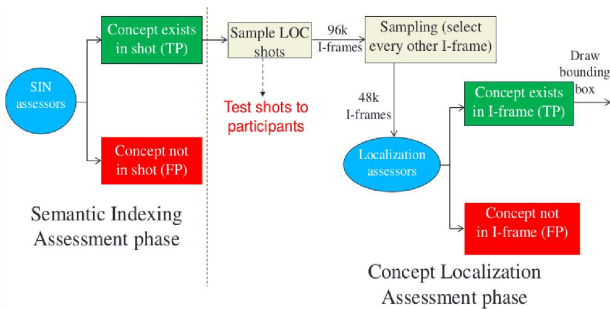 SIN
assessors
Concept exists
in shot (TP)
Concept not
in shot (FP)
Semantic Indexing
Assessment phase
Sample LOC
shots
Test shots to
participants
96k
I-frames
Sampling (select
every other I-frame)
48k
I-frames
Localization
assessors
Concept exists
in I-frame (TP)
Draw
bounding
box
Concept not
in I-frame (FP)
Concept Localization
Assessment phase